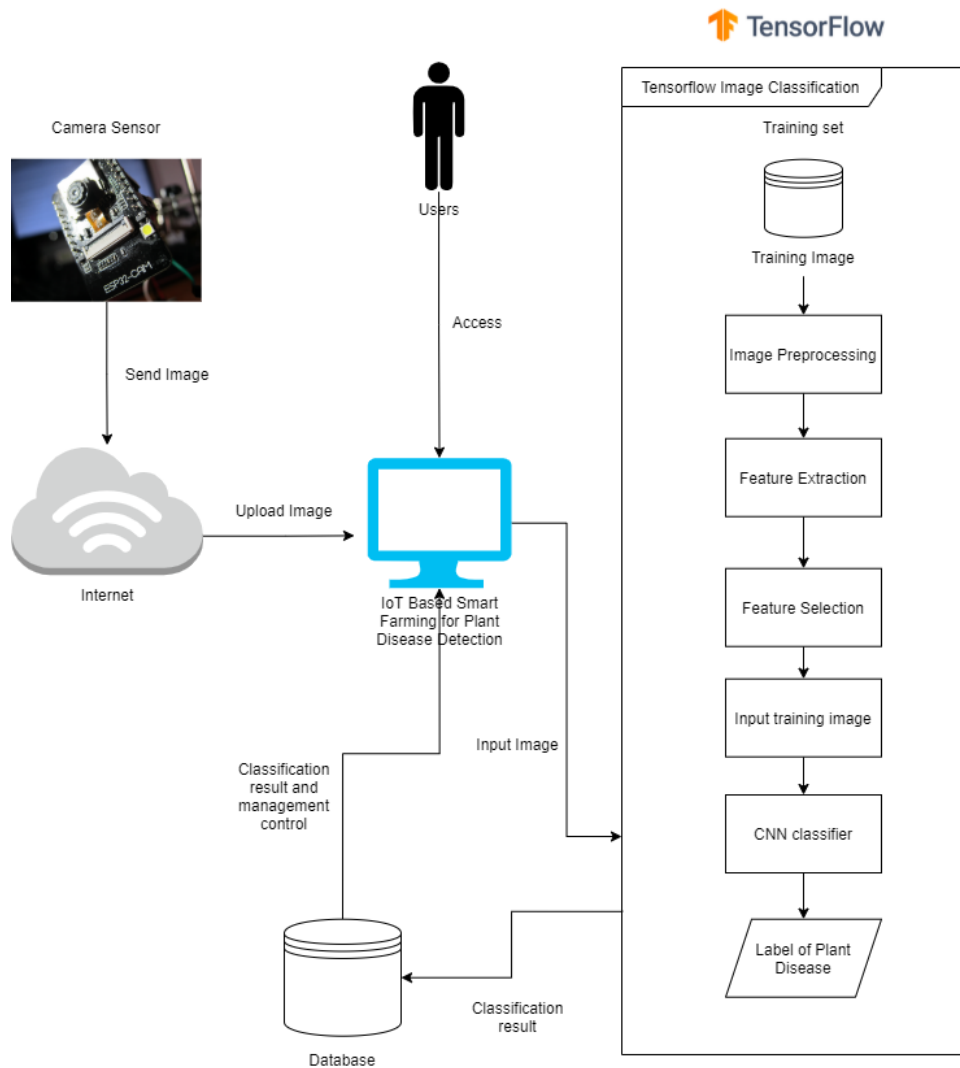 TensorFlow
Tensorflow Image Classification
Camera Sensor
ESP32-CAM
Send Image
Internet
Upload Image
Users
Access
IoT Based Smart
Farming for Plant
Disease Detection
Input Image
Classification
result and
management
control
Database
Classification
result
Training set
Training Image
Image Preprocessing
Feature Extraction
Feature Selection
Input training image
CNN classifier
Label of Plant
Disease